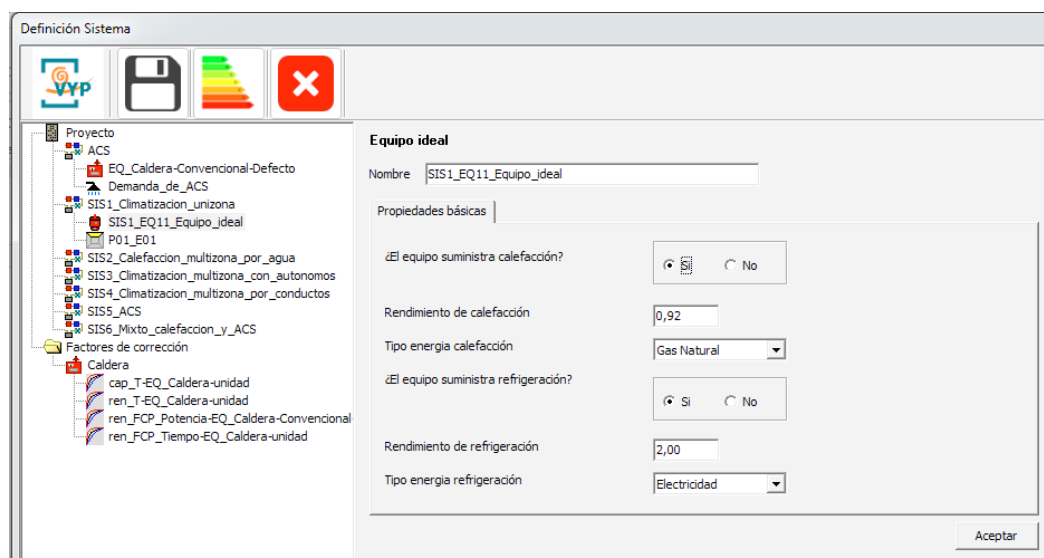 Definición Sistema
VYP
Proyecto
ACS
EQ_Caldera-Convencional-Defecto
Demanda_de_ACS
SIS1_Climatizacion_unizona
SIS1_EQ11_Equipo_ideal
P01_E01
SIS2_Calefaccion_multizona_por_agua
SIS3_Climatizacion_multizona_con_autonomos
SIS4_Climatizacion_multizona_por_conductos
SIS5_ACS
SIS6_Mixto_calefaccion_y_ACS
Factores de corrección
Caldera
cap_T-EQ_Caldera-unidad
ren_T-EQ_Caldera-unidad
ren_FCP_Potencia-EQ_Caldera-Convencional-
ren_FCP_Tiempo-EQ_Caldera-unidad
Equipo ideal
Nombre SIS1_EQ11_Equipo_ideal
Propiedades básicas
¿El equipo suministra calefacción? Si No
Rendimiento de calefacción 0,92
Tipo energia calefacción Gas Natural
¿El equipo suministra refrigeración? Si No
Rendimiento de refrigeración 2,00
Tipo energia refrigeración Electricidad
Aceptar